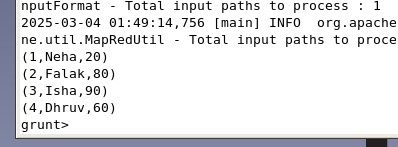 nputFormat - Total input paths to process : 1
2025-03-04 01:49:14,756 [main] INFO  org.apache
ne.util.MapRedUtil - Total input paths to proce
(1,Neha,20)
(2,Falak,80)
(3,Isha,90)
(4,Dhruv,60)
grunt>